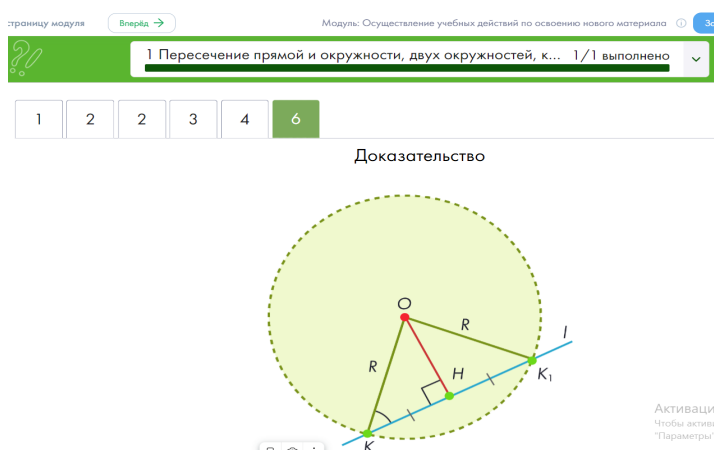 страницу модуля Вперёд → Модуль: Осуществление учебных действий по освоению нового материала За
1 Пересечение прямой и окружности, двух окружностей, к... 1/1 выполнено
1 2 2 3 4 6
Доказательство
O
R l
R H K₁
K
Активаци
Чтобы актив
"Параметры"